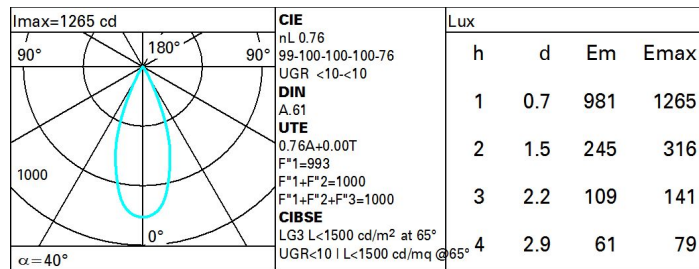 Imax=1265 cd
90° 180° 90°
1000
0°
α=40°
CIE
nL 0.76
99-100-100-100-76
UGR <10-<10
DIN
A.61
UTE
0.76A+0.00T
F"1=993
F"1+F"2=1000
F"1+F"2+F"3=1000
CIBSE
LG3 L<1500 cd/m² at 65°
UGR<10 | L<1500 cd/mq @65°
Lux
h d Em Emax
1 0.7 981 1265
2 1.5 245 316
3 2.2 109 141
4 2.9 61 79